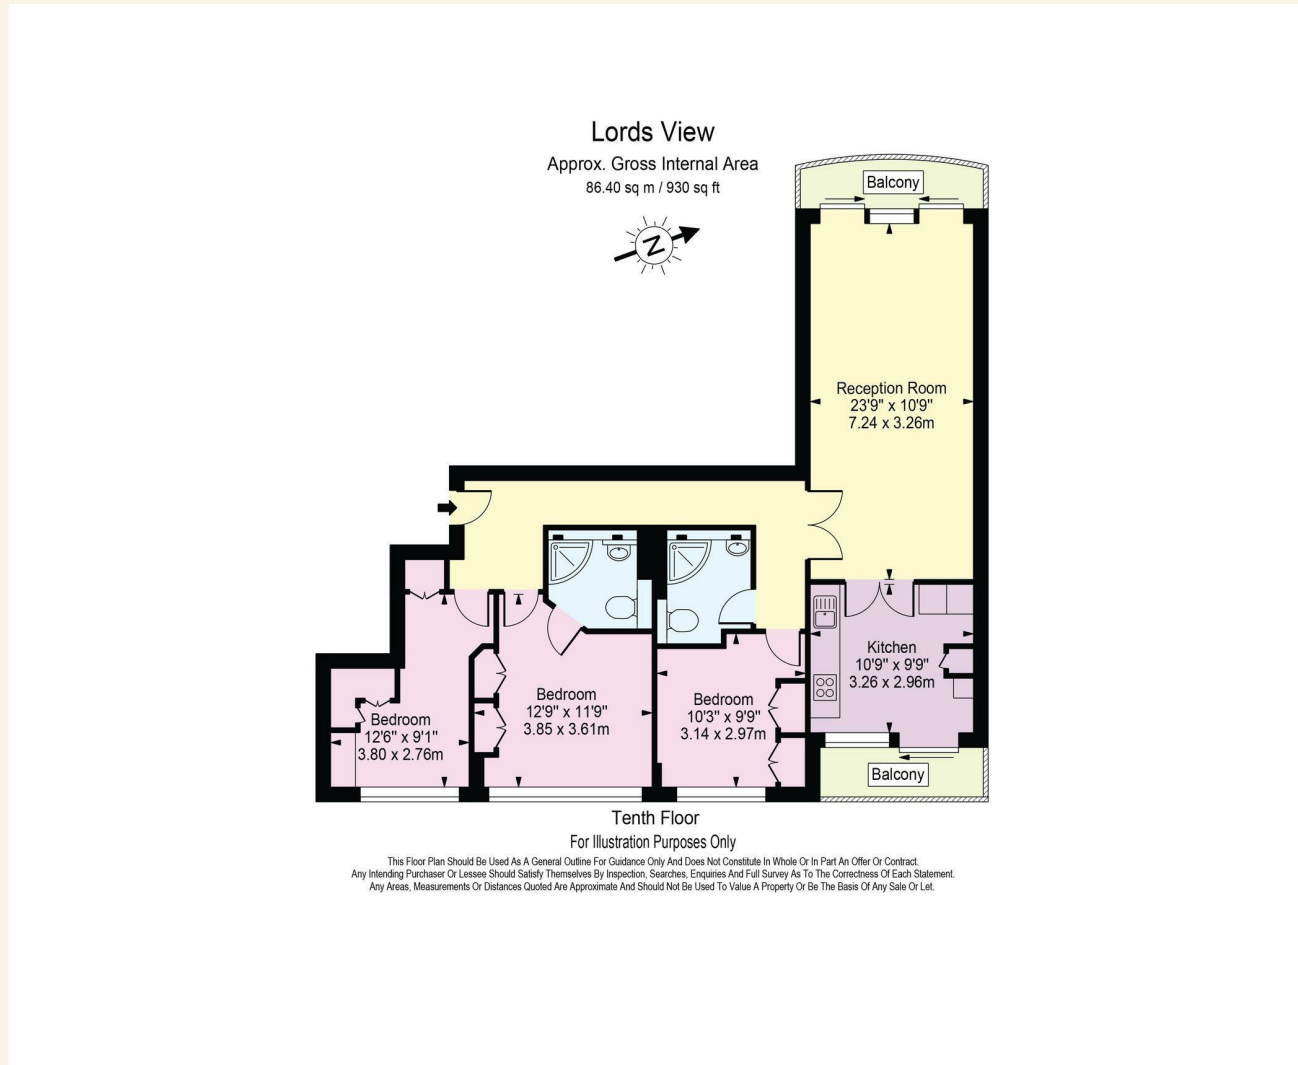 Lords View
Approx. Gross Internal Area
86.40 sq m / 930 sq ft
N
Balcony
Reception Room
23'9" x 10'9"
7.24 x 3.26m
Kitchen
10'9" x 9'9"
3.26 x 2.96m
Bedroom
12'9" x 11'9"
3.85 x 3.61m
Bedroom
10'3" x 9'9"
3.14 x 2.97m
Bedroom
12'6" x 9'1"
3.80 x 2.76m
Balcony
Tenth Floor
For Illustration Purposes Only
This Floor Plan Should Be Used As A General Outline For Guidance Only And Does Not Constitute In Whole Or In Part An Offer Or Contract.
Any Intending Purchaser Or Lessee Should Satisfy Themselves By Inspection, Searches, Enquiries And Full Survey As To The Correctness Of Each Statement.
Any Areas, Measurements Or Distances Quoted Are Approximate And Should Not Be Used To Value A Property Or Be The Basis Of Any Sale Or Let.